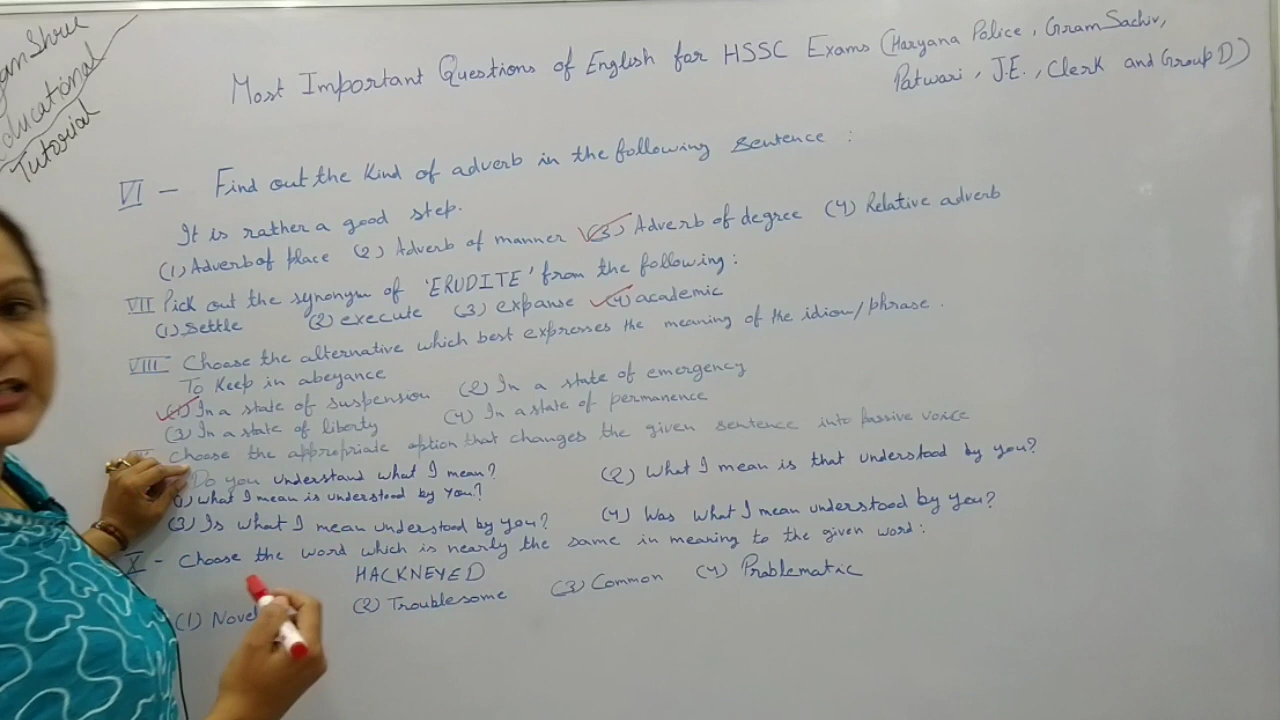 Shree
Educational
Tutorial
Most Important Questions of English for HSSC Exams (Haryana Police, Gram Sachiv,
Patwari, J.E., Clerk and Group D)
VI - Find out the kind of adverb in the following sentence :
It is rather a good step.
(1) Adverb of place (2) Adverb of manner (3) Adverb of degree (4) Relative adverb
VII Pick out the synonym of 'ERUDITE' from the following :
(1) Settle (2) execute (3) expanse (4) academic
VIII Choose the alternative which best expresses the meaning of the idiom/phrase.
To Keep in abeyance
(1) In a state of suspension (2) In a state of emergency
(3) In a state of liberty (4) In a state of permanence
Choose the appropriate option that changes the given sentence into passive voice
Do you understand what I mean?
(1) What I mean is understood by you? (2) What I mean is that understood by you?
(3) Is what I mean understood by you? (4) Was what I mean understood by you?
X - Choose the word which is nearly the same in meaning to the given word :
HACKNEYED
(1) Novel (2) Troublesome (3) Common (4) Problematic